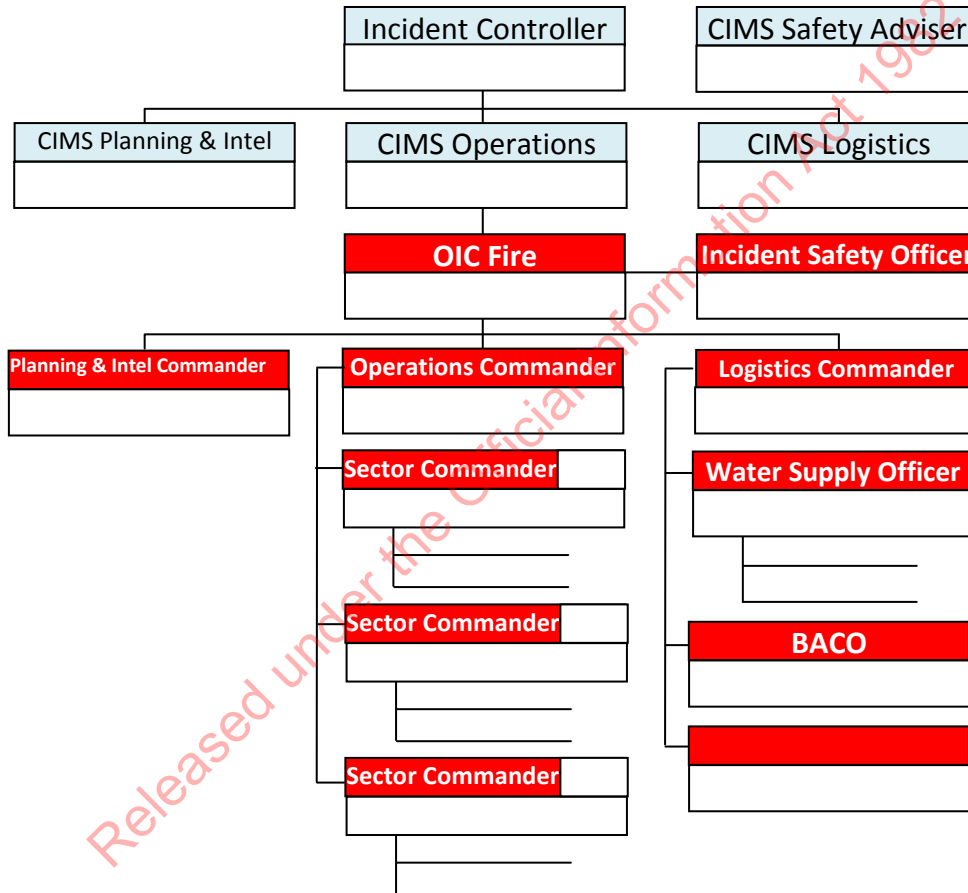 Incident Controller
CIMS Safety Adviser
CIMS Planning & Intel
CIMS Operations
CIMS Logistics
OIC Fire
Incident Safety Officer
Planning & Intel Commander
Operations Commander
Logistics Commander
Sector Commander
Water Supply Officer
Sector Commander
BACO
Sector Commander
Released under the Official Information Act 1982